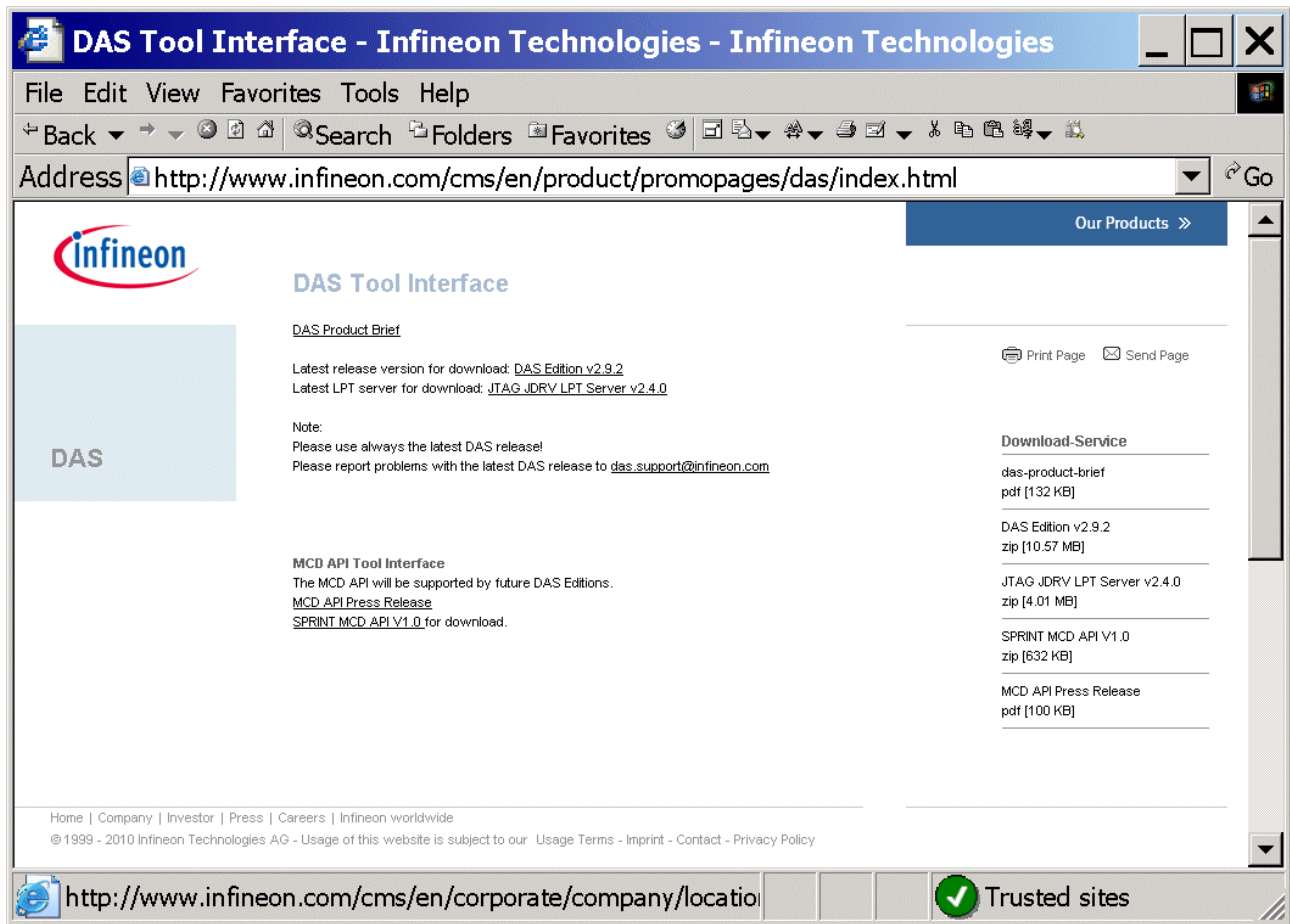 DAS Tool Interface - Infineon Technologies - Infineon Technologies
File Edit View Favorites Tools Help
Back Search Folders Favorites
Address http://www.infineon.com/cms/en/product/promopages/das/index.html Go
Our Products »
infineon
DAS Tool Interface
DAS Product Brief
Latest release version for download: DAS Edition v2.9.2
Latest LPT server for download: JTAG JDRV LPT Server v2.4.0
Note:
Please use always the latest DAS release!
Please report problems with the latest DAS release to das.support@infineon.com
DAS
MCD API Tool Interface
The MCD API will be supported by future DAS Editions.
MCD API Press Release
SPRINT MCD API V1.0 for download.
Print Page Send Page
Download-Service
das-product-brief
pdf [132 KB]
DAS Edition v2.9.2
zip [10.57 MB]
JTAG JDRV LPT Server v2.4.0
zip [4.01 MB]
SPRINT MCD API V1.0
zip [632 KB]
MCD API Press Release
pdf [100 KB]
Home | Company | Investor | Press | Careers | Infineon worldwide
© 1999 - 2010 Infineon Technologies AG - Usage of this website is subject to our Usage Terms - Imprint - Contact - Privacy Policy
http://www.infineon.com/cms/en/corporate/company/locatio
Trusted sites